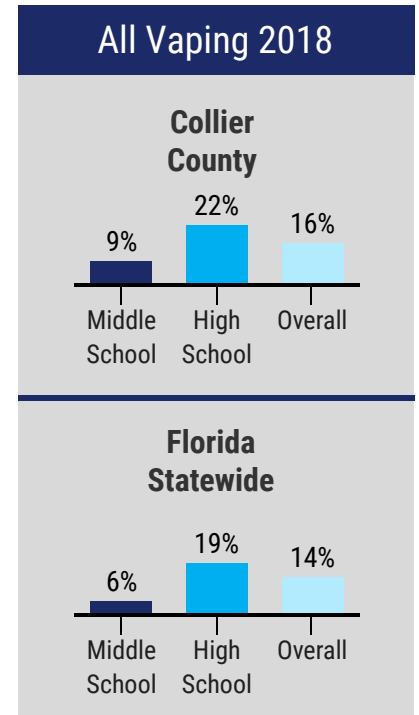 All Vaping 2018
Collier
County
9%
22%
16%
Middle
School
High
School
Overall
Florida
Statewide
6%
19%
14%
Middle
School
High
School
Overall